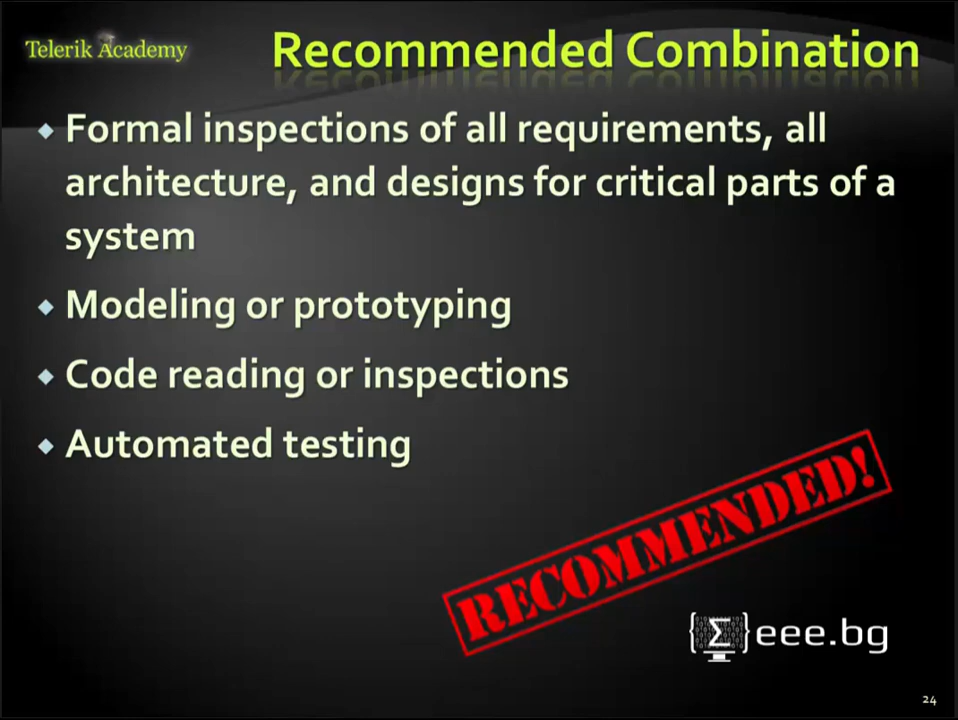 Telerik Academy
Recommended Combination
Formal inspections of all requirements, all
architecture, and designs for critical parts of a
system
Modeling or prototyping
Code reading or inspections
Automated testing
RECOMMENDED!
{Σ}eee.bg
24